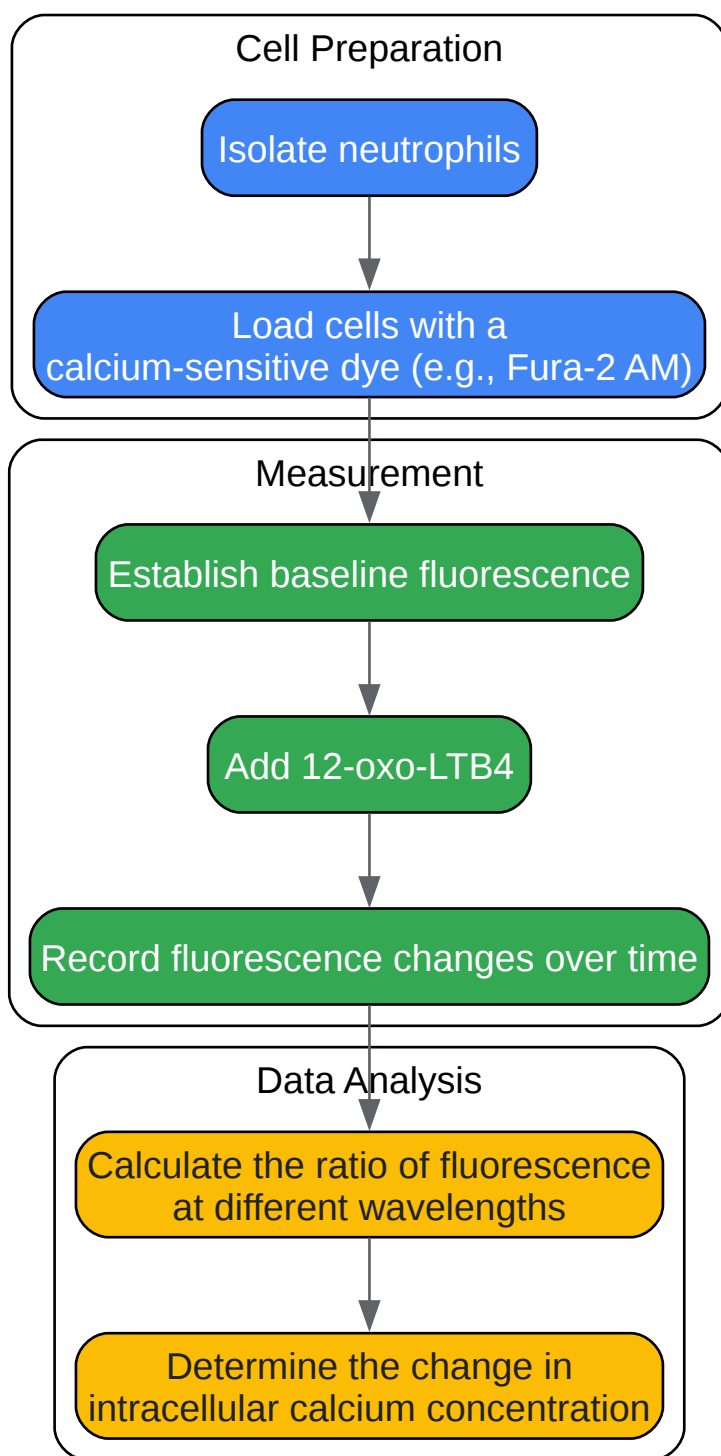 Cell Preparation
Isolate neutrophils
Load cells with a
calcium-sensitive dye (e.g., Fura-2 AM)
Measurement
Establish baseline fluorescence
Add 12-oxo-LTB4
Record fluorescence changes over time
Data Analysis
Calculate the ratio of fluorescence
at different wavelengths
Determine the change in
intracellular calcium concentration